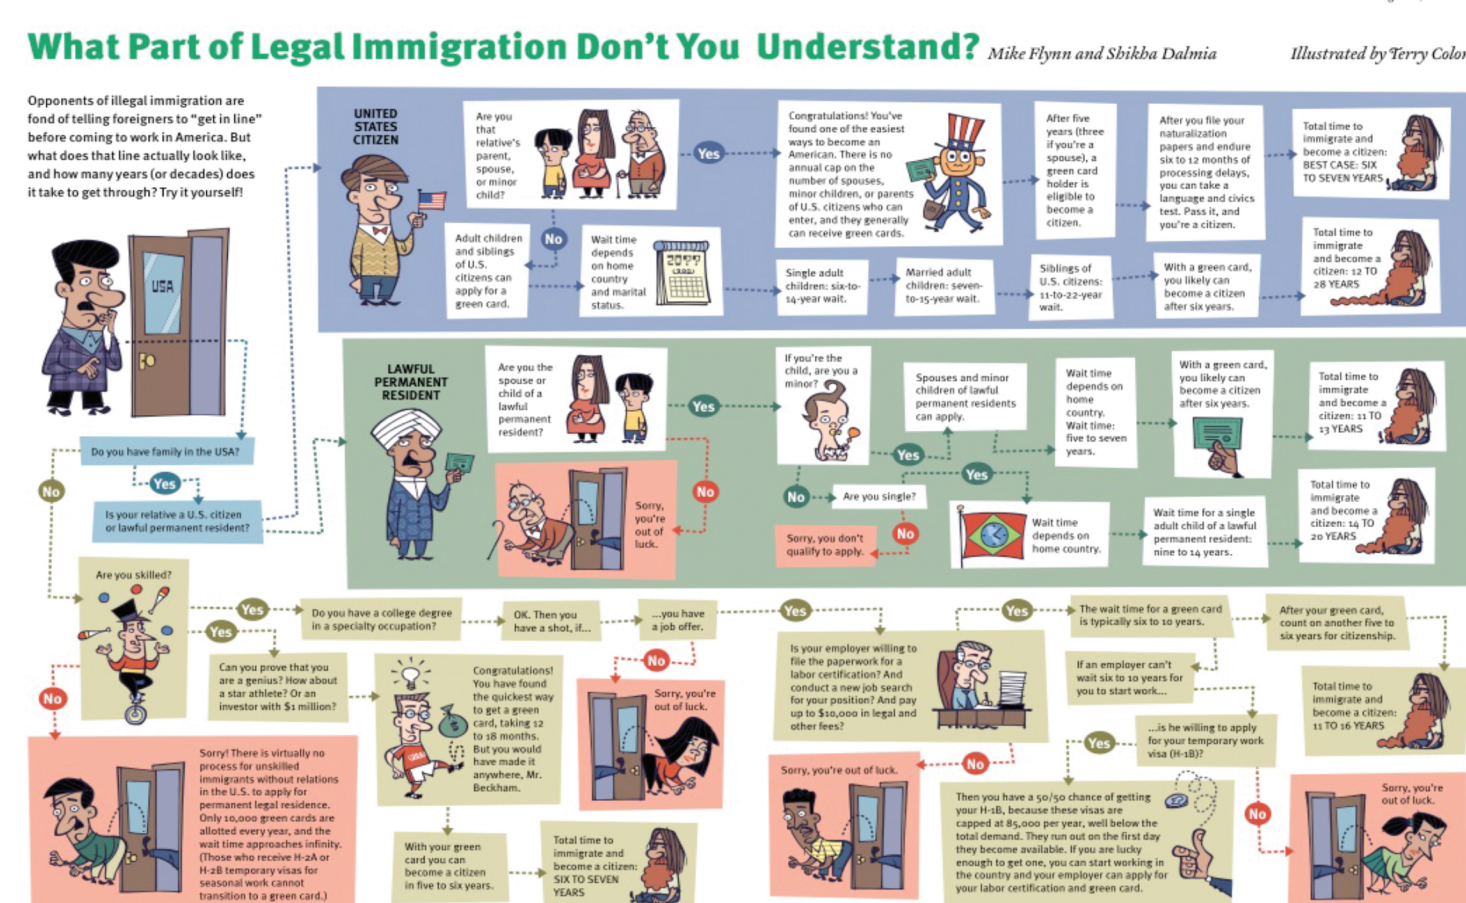 What Part of Legal Immigration Don't You Understand? Mike Flynn and Shikha Dalmia
Illustrated by Terry Color
Opponents of illegal immigration are
fond of telling foreigners to "get in line"
before coming to work in America. But
what does that line actually look like,
and how many years (or decades) does
it take to get through? Try it yourself!
USA
Do you have family in the USA?
No
Yes
Is your relative a U.S. citizen
or lawful permanent resident?
UNITED
STATES
CITIZEN
Are you
that
relative's
parent,
spouse,
or minor
child?
Yes
Congratulations! You've
found one of the easiest
ways to become an
American. There is no
annual cap on the
number of spouses,
minor children, or parents
of U.S. citizens who can
enter, and they generally
can receive green cards.
After five
years (three
if you're a
spouse), a
green card
holder is
eligible to
become a
citizen.
After you file your
naturalization
papers and endure
six to 12 months of
processing delays,
you can take a
language and civics
test. Pass it, and
you're a citizen.
Total time to
immigrate and
become a citizen:
BEST CASE: SIX
TO SEVEN YEARS
No
Adult children
and siblings
of U.S.
citizens can
apply for a
green card.
Wait time
depends
on home
country
and marital
status.
20??
Single adult
children: six-to-
14-year wait.
Married adult
children: seven-
to-15-year wait.
Siblings of
U.S. citizens:
11-to-22-year
wait.
With a green card,
you likely can
become a citizen
after six years.
Total time to
immigrate
and become a
citizen: 12 TO
28 YEARS
LAWFUL
PERMANENT
RESIDENT
Are you the
spouse or
child of a
lawful
permanent
resident?
Yes
No
Sorry,
you're
out of
luck.
If you're the
child, are you a
minor?
Yes
Spouses and minor
children of lawful
permanent residents
can apply.
Wait time
depends on
home
country.
Wait time:
five to seven
years.
With a green card,
you likely can
become a citizen
after six years.
Total time to
immigrate
and become a
citizen: 11 TO
13 YEARS
No
Are you single?
Yes
No
Sorry, you don't
qualify to apply.
Wait time
depends on
home country.
Wait time for a single
adult child of a lawful
permanent resident:
nine to 14 years.
Total time to
immigrate
and become a
citizen: 14 TO
20 YEARS
Are you skilled?
Yes
Do you have a college degree
in a specialty occupation?
OK. Then you
have a shot, if...
...you have
a job offer.
Yes
Is your employer willing to
file the paperwork for a
labor certification? And
conduct a new job search
for your position? And pay
up to $10,000 in legal and
other fees?
Yes
The wait time for a green card
is typically six to 10 years.
After your green card,
count on another five to
six years for citizenship.
Total time to
immigrate and
become a citizen:
11 TO 16 YEARS
Yes
Can you prove that you
are a genius? How about
a star athlete? Or an
investor with $1 million?
$
Congratulations!
You have found
the quickest way
to get a green
card, taking 12
to 18 months.
But you would
have made it
anywhere, Mr.
Beckham.
With your green
card you can
become a citizen
in five to six years.
Total time to
immigrate and
become a citizen:
SIX TO SEVEN
YEARS
No
Sorry, you're
out of luck.
No
Sorry! There is virtually no
process for unskilled
immigrants without relations
in the U.S. to apply for
permanent legal residence.
Only 10,000 green cards are
allotted every year, and the
wait time approaches infinity.
(Those who receive H-2A or
H-2B temporary visas for
seasonal work cannot
transition to a green card.)
No
Sorry, you're out of luck.
If an employer can't
wait six to 10 years for
you to start work...
...is he willing to apply
for your temporary work
visa (H-1B)?
Yes
Then you have a 50/50 chance of getting
your H-1B, because these visas are
capped at 85,000 per year, well below the
total demand. They run out on the first day
they become available. If you are lucky
enough to get one, you can start working in
the country and your employer can apply for
your labor certification and green card.
No
Sorry, you're
out of luck.